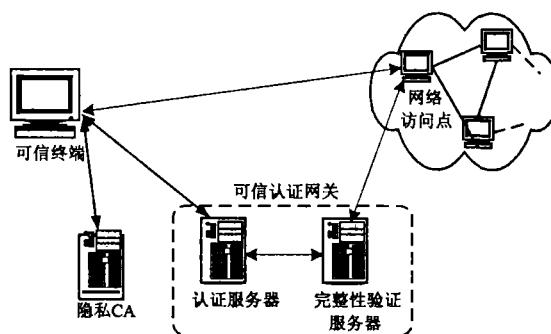 网络
访问点
可信终端
可信认证网关
隐私CA
认证服务器
完整性验证
服务器